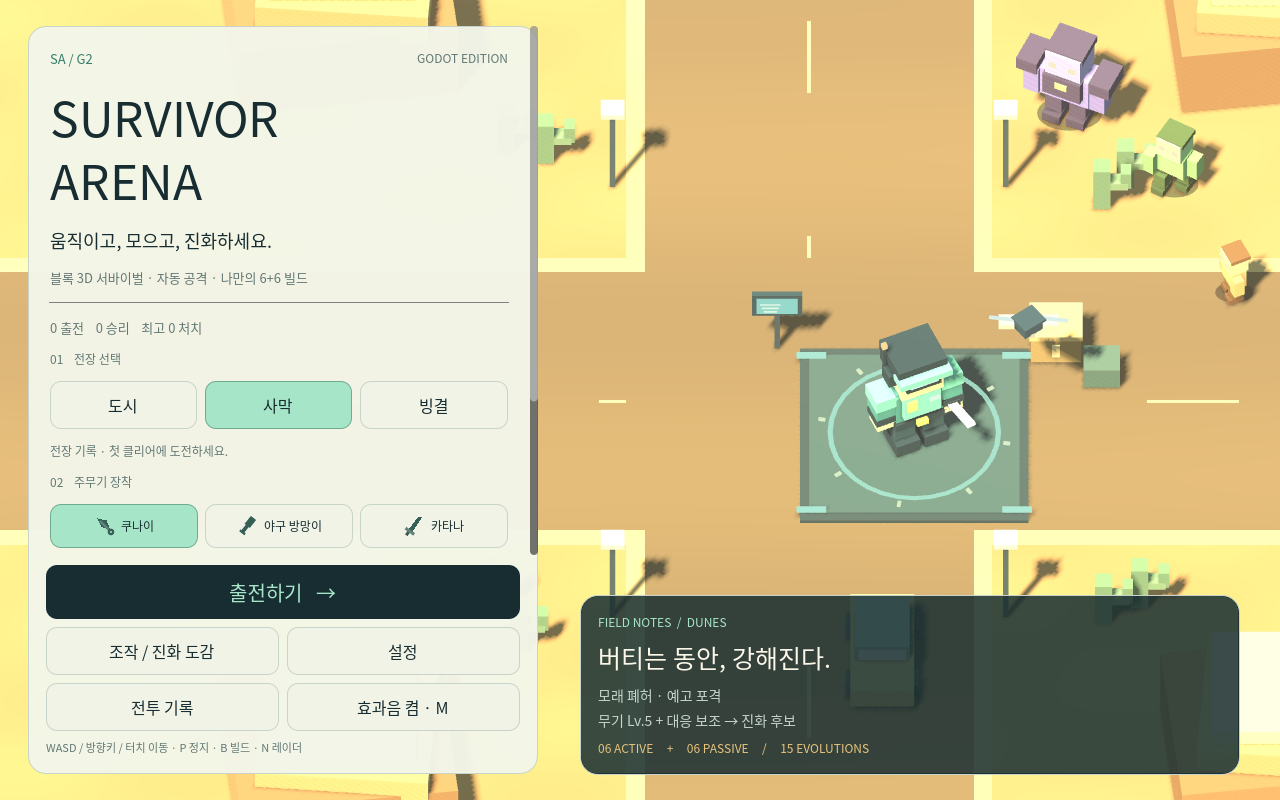 SA / G2
GODOT EDITION
SURVIVOR
ARENA
움직이고, 모으고, 진화하세요.
블록 3D 서바이벌 · 자동 공격 · 나만의 6+6 빌드
0 출전 0 승리 최고 0 처치
01 전장 선택
도시 사막 빙결
전장 기록 · 첫 클리어에 도전하세요.
02 주무기 장착
쿠나이 야구 방망이 카타나
출전하기 →
조작 / 진화 도감 설정
전투 기록 효과음 켬 · M
WASD / 방향키 / 터치 이동 · P 정지 · B 빌드 · N 레이더
FIELD NOTES / DUNES
버티는 동안, 강해진다.
모래 폐허 · 예고 포격
무기 Lv.5 + 대응 보조 → 진화 후보
06 ACTIVE + 06 PASSIVE / 15 EVOLUTIONS